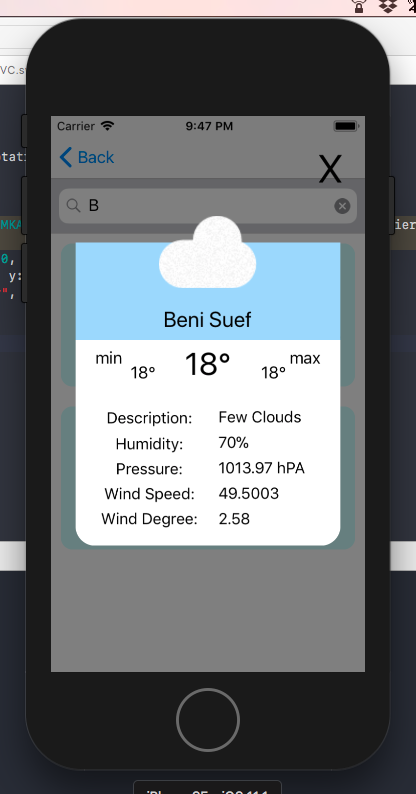 VC.s
Carrier 9:47 PM
Back
X
B
tati
MKA
ier
0,
y:
",
Beni Suef
min 18° 18° 18° max
Description: Few Clouds
Humidity: 70%
Pressure: 1013.97 hPA
Wind Speed: 49.5003
Wind Degree: 2.58